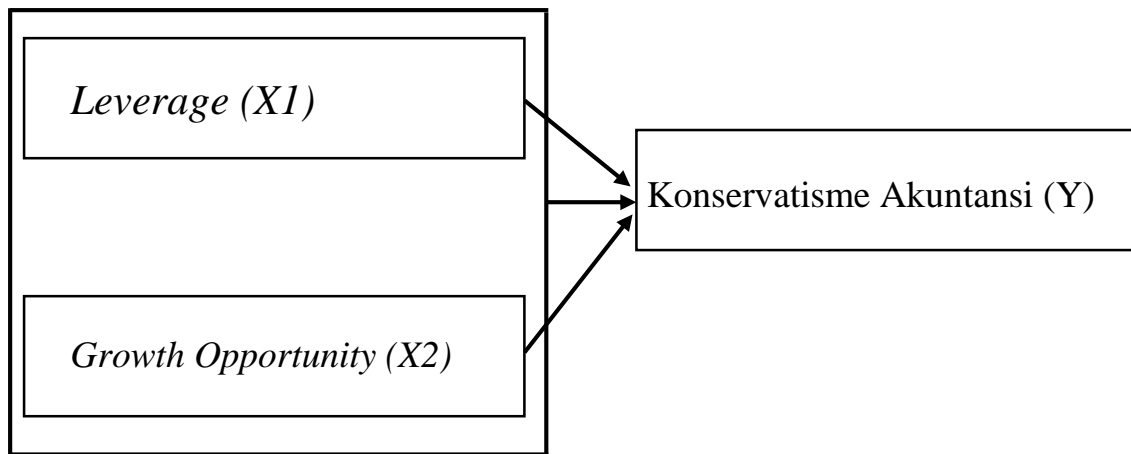 Leverage (X1)
Konservatisme Akuntansi (Y)
Growth Opportunity (X2)